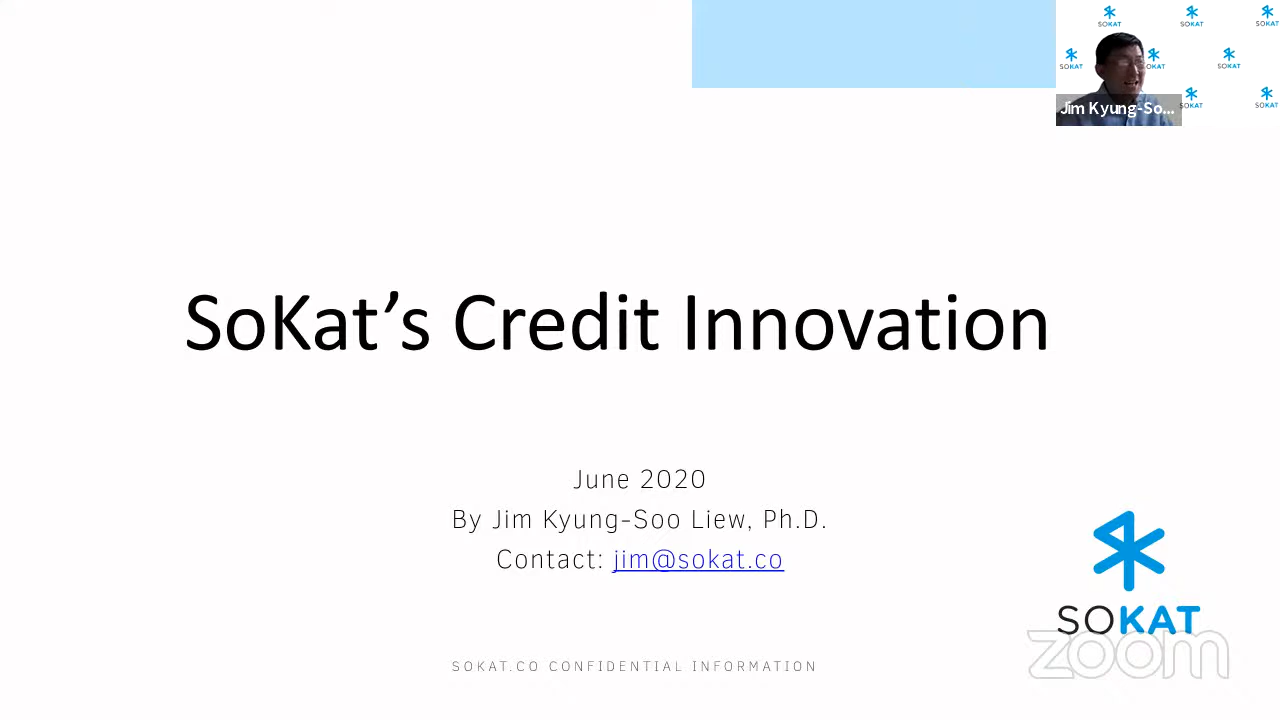 SOKAT
SOKAT
SOKAT
SOKAT
SOKAT
SOKAT
SOKAT
SOKAT
Jim Kyung-So...
SoKat’s Credit Innovation
June 2020
By Jim Kyung-Soo Liew, Ph.D.
Contact: jim@sokat.co
SOKAT
zoom
SOKAT.CO CONFIDENTIAL INFORMATION